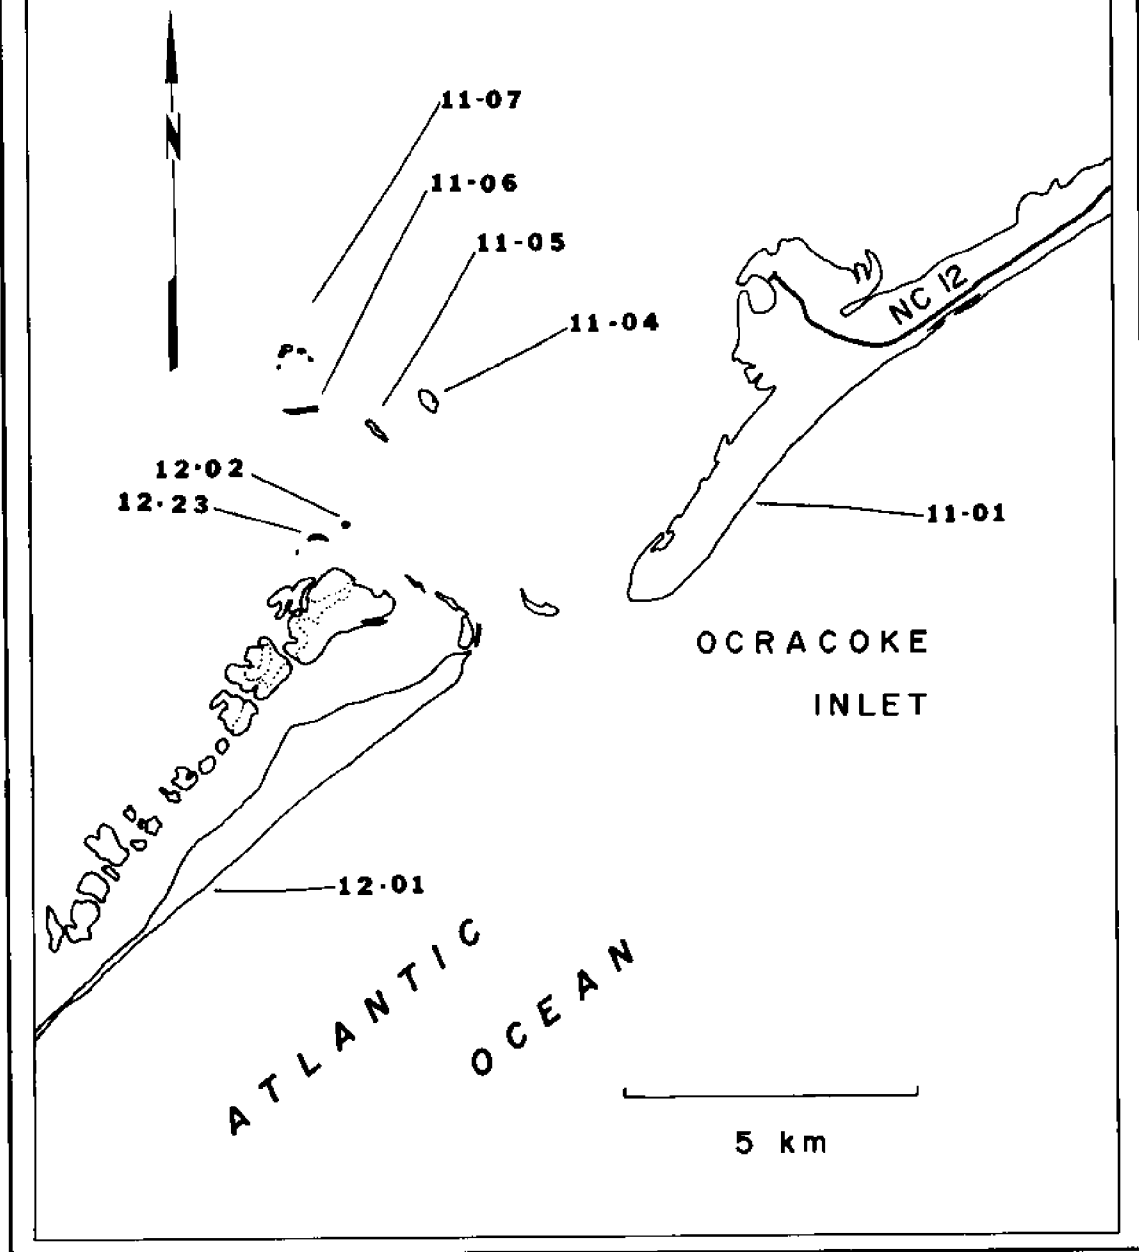 11-07
N
11-06
11-05
11-04
NC 12
12·02
12·23
11-01
OCRACOKE
INLET
12·01
ATLANTIC
OCEAN
5 km